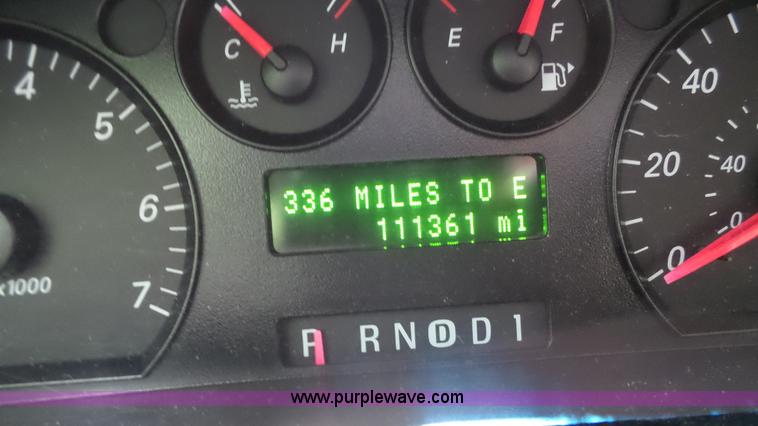 C H
E F
4
5
6
7
x1000
40
20
0
40
0
336 MILES TO E
111361 mi
P R N D D 1
www.purplewave.com